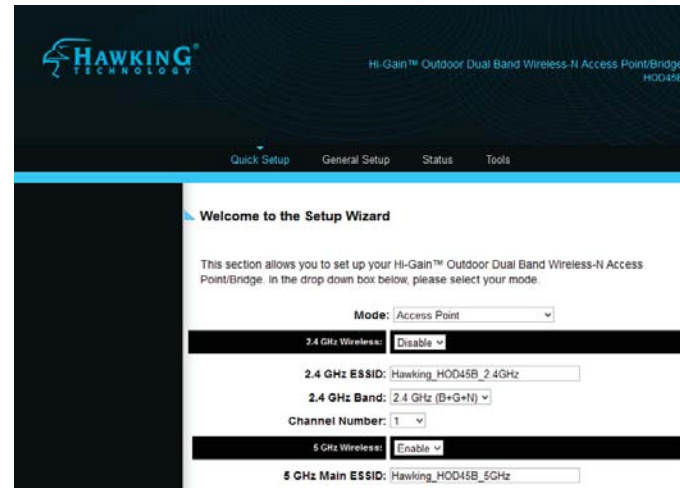 HAWKING®
TECHNOLOGY
Hi-Gain™ Outdoor Dual Band Wireless-N Access Point/Bridge
HOD45B
Quick Setup General Setup Status Tools
Welcome to the Setup Wizard
This section allows you to set up your Hi-Gain™ Outdoor Dual Band Wireless-N Access
Point/Bridge. In the drop down box below, please select your mode.
Mode: Access Point
2.4 GHz Wireless: Disable
2.4 GHz ESSID: Hawking_HOD45B_2.4GHz
2.4 GHz Band: 2.4 GHz (B+G+N)
Channel Number: 1
5 GHz Wireless: Enable
5 GHz Main ESSID: Hawking_HOD45B_5GHz